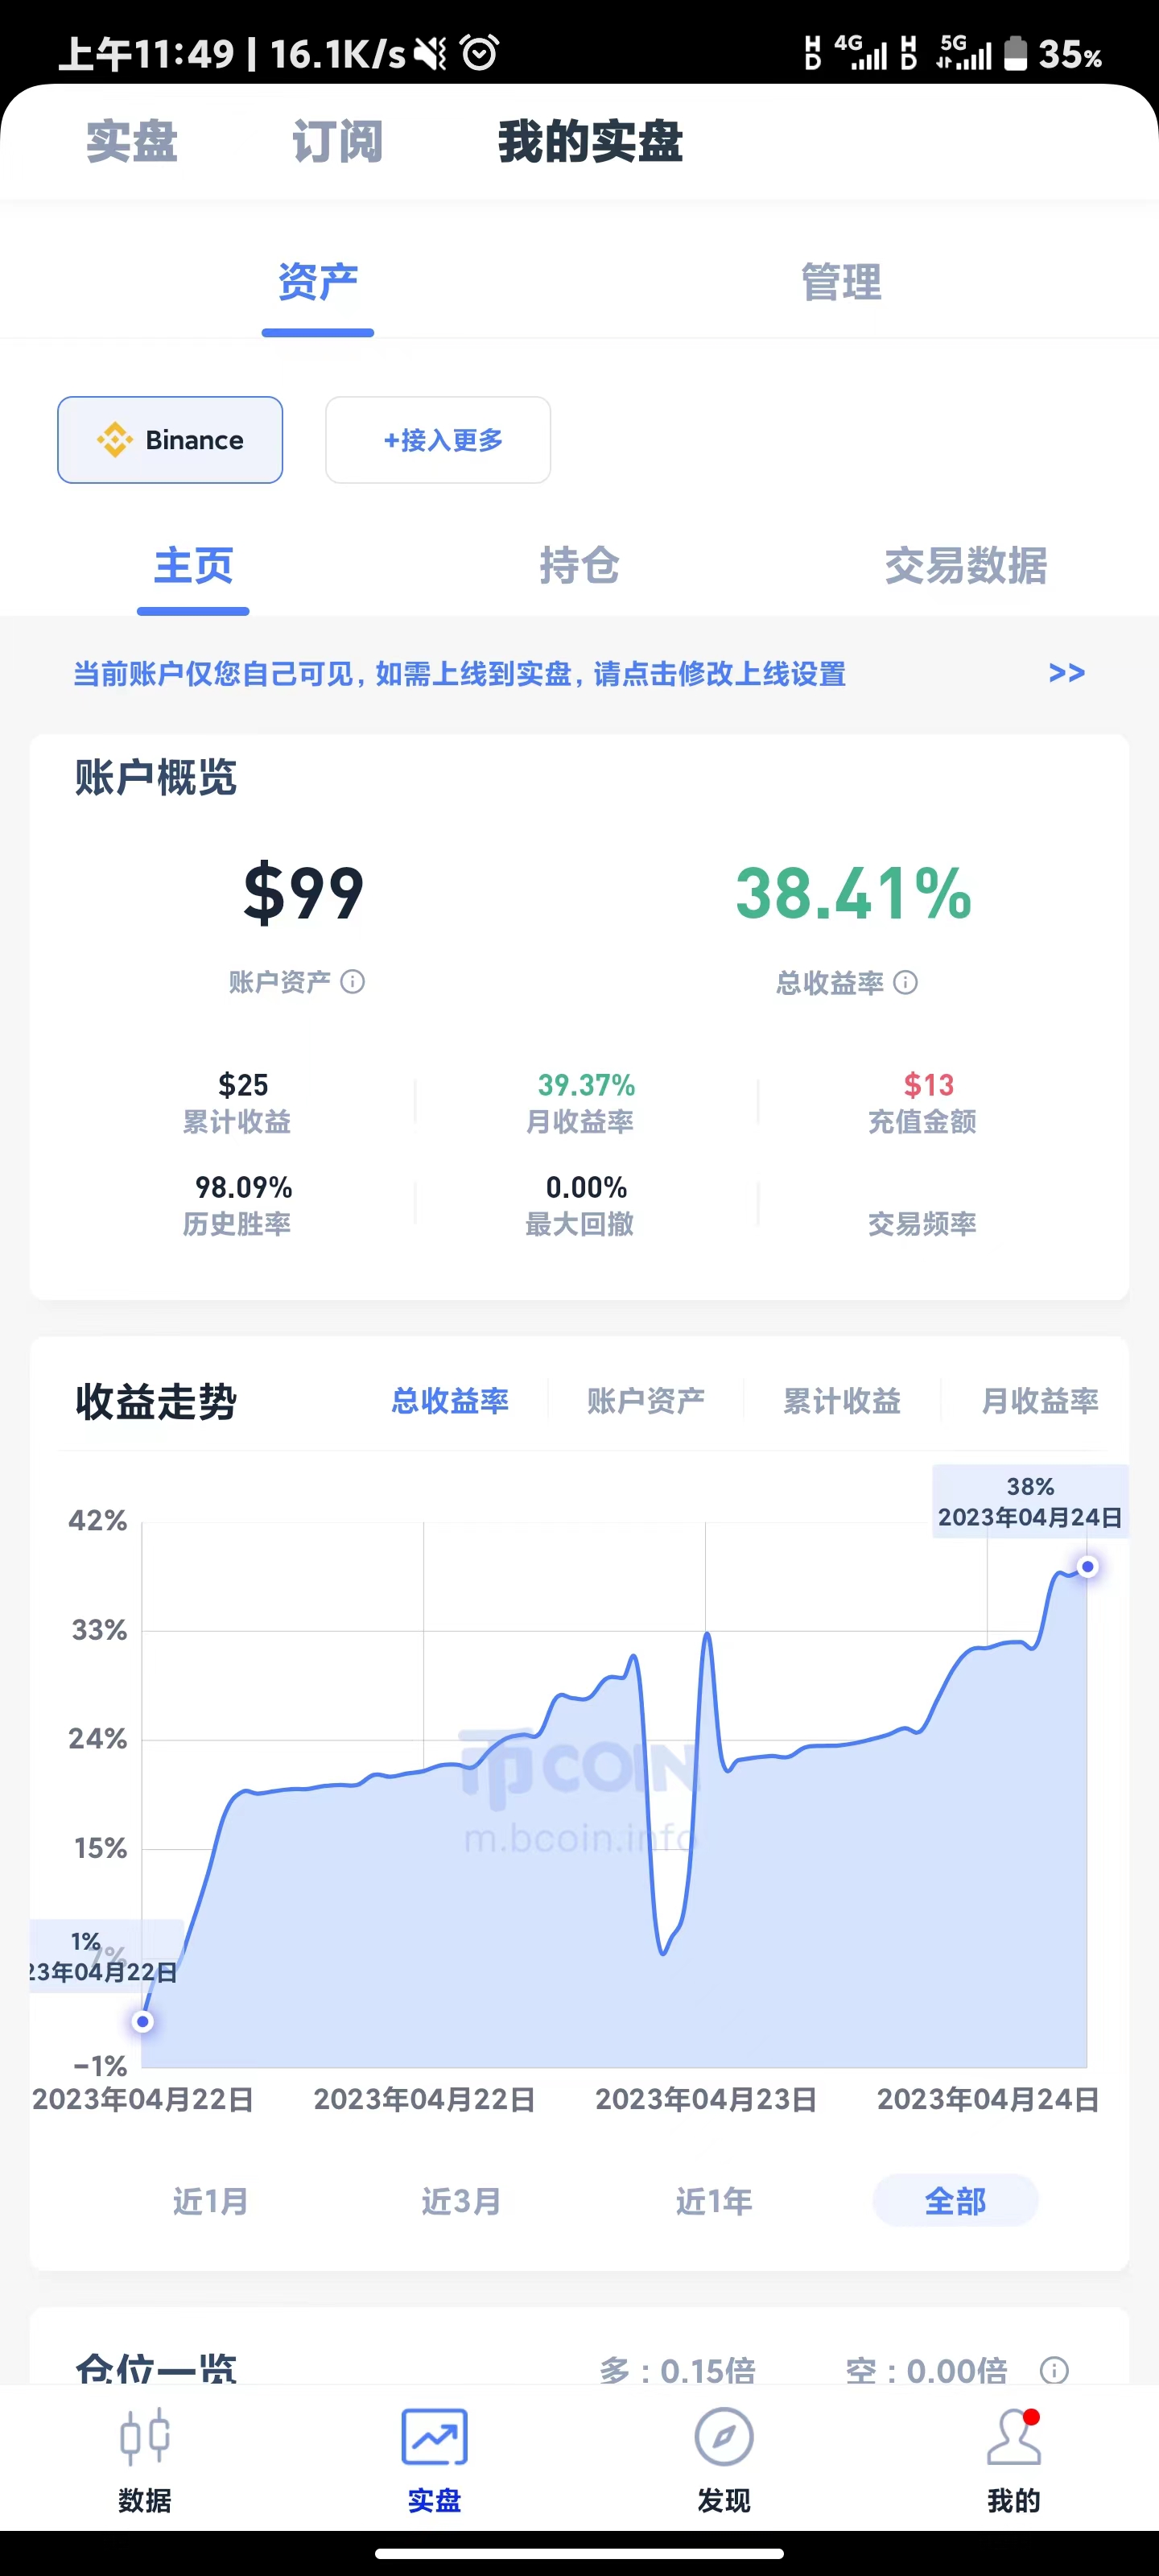 上午11:49 | 16.1K/s HD 4G HD 5G 35%
实盘 订阅 我的实盘
资产 管理
Binance +接入更多
主页 持仓 交易数据
当前账户仅您自己可见，如需上线到实盘，请点击修改上线设置 >>
账户概览
$99 38.41%
账户资产 总收益率
$25 39.37% $13
累计收益 月收益率 充值金额
98.09% 0.00%
历史胜率 最大回撤 交易频率
收益走势 总收益率 账户资产 累计收益 月收益率
38%
2023年04月24日
42%
33%
24%
币COIN
15%
m.bcoin.info
1%
7%
23年04月22日
-1%
2023年04月22日 2023年04月22日 2023年04月23日 2023年04月24日
近1月 近3月 近1年 全部
仓位一览 多：0.15倍 空：0.00倍
数据 实盘 发现 我的